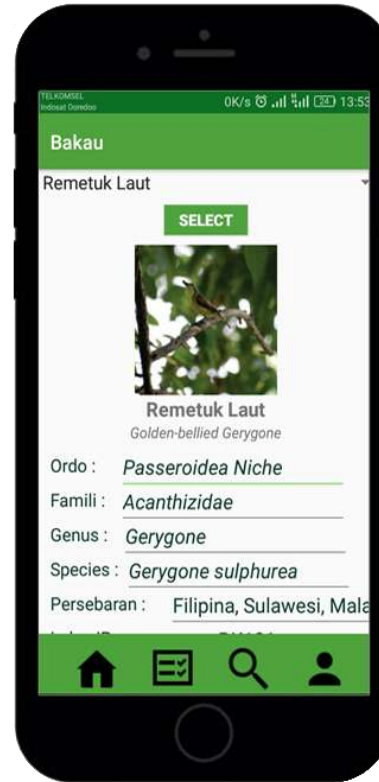 TELKOMSEL
Indosat Ooredoo
0K/s 24 13:53
Bakau
Remetuk Laut
SELECT
Remetuk Laut
Golden-bellied Gerygone
Ordo : Passeroidea Niche
Famili : Acanthizidae
Genus : Gerygone
Species : Gerygone sulphurea
Persebaran : Filipina, Sulawesi, Mala